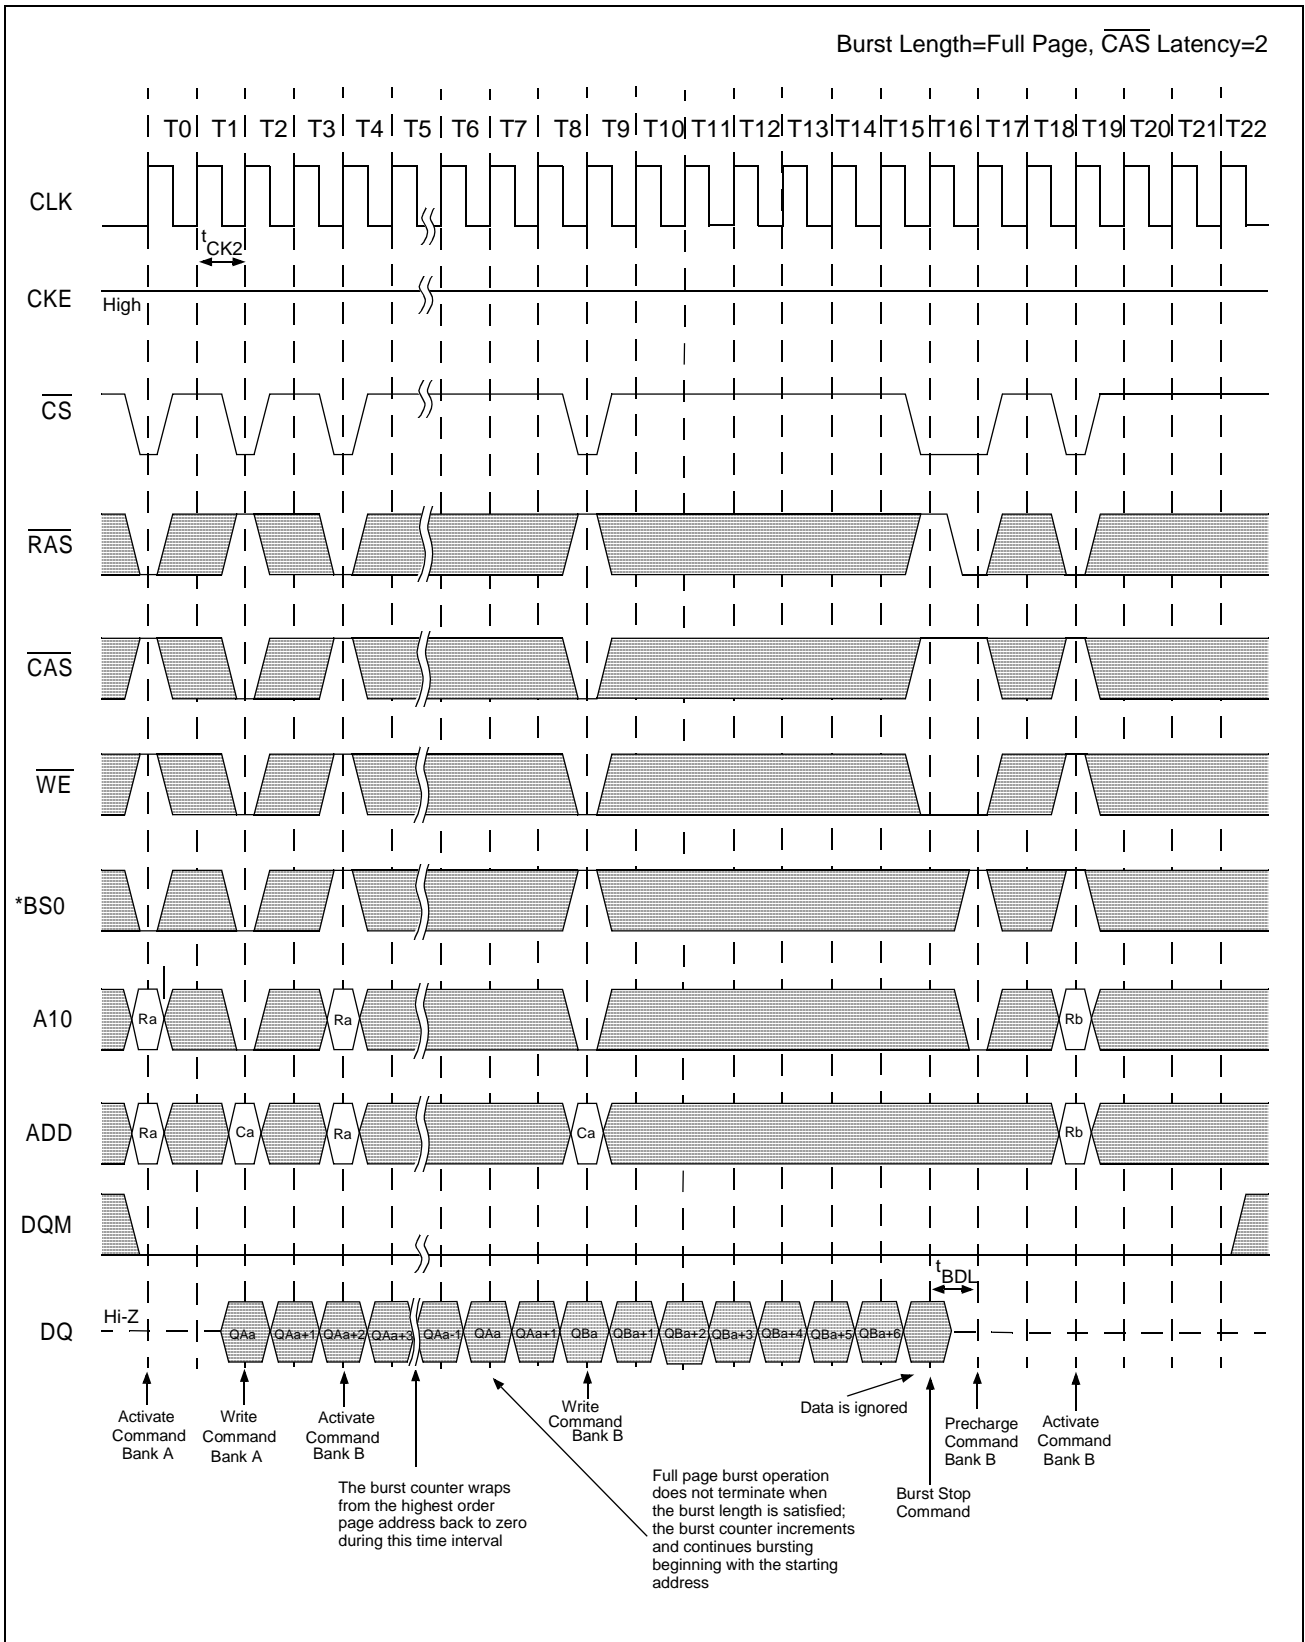 Burst Length=Full Page, CAS Latency=2
T0 T1 T2 T3 T4 T5 T6 T7 T8 T9 T10 T11 T12 T13 T14 T15 T16 T17 T18 T19 T20 T21 T22
CLK
tCK2
CKE
High
CS
RAS
CAS
WE
*BS0
A10
Ra
Ra
Rb
ADD
Ra
Ca
Ra
Ca
Rb
DQM
tBDL
DQ
Hi-Z
QAa QAa+1 QAa+2 QAa+3 QAa-1 QAa QAa+1 QBa QBa+1 QBa+2 QBa+3 QBa+4 QBa+5 QBa+6
Activate
Command
Bank A
Write
Command
Bank A
Activate
Command
Bank B
The burst counter wraps
from the highest order
page address back to zero
during this time interval
Write
Command
Bank B
Full page burst operation
does not terminate when
the burst length is satisfied;
the burst counter increments
and continues bursting
beginning with the starting
address
Data is ignored
Burst Stop
Command
Precharge
Command
Bank B
Activate
Command
Bank B